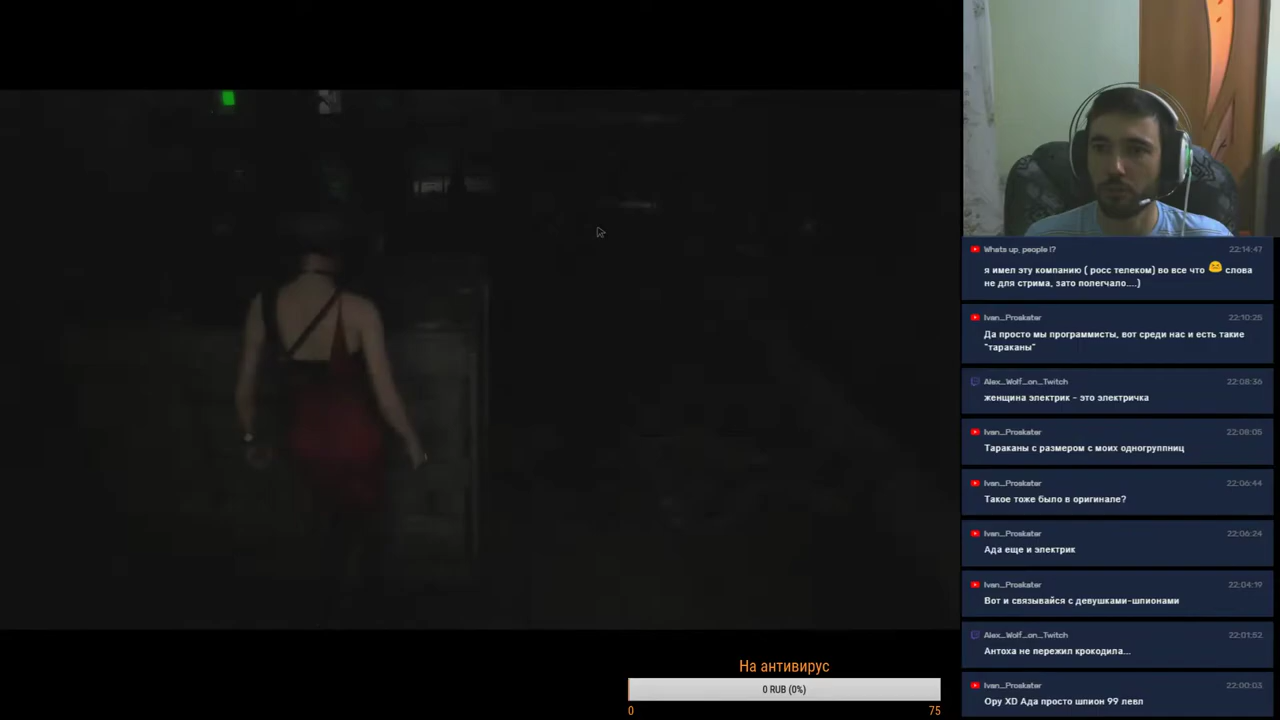 Whats up, people !?
22:14:47
я имел эту компанию ( росс телеком) во все что 😊 слова
не для стрима, зато полегчало....)
Ivan_Proskater
22:10:25
Да просто мы программисты, вот среди нас и есть такие
"тараканы"
Alex_Wolf_on_Twitch
22:08:36
женщина электрик - это электричка
Ivan_Proskater
22:08:05
Тараканы с размером с моих одногруппниц
Ivan_Proskater
22:06:44
Такое тоже было в оригинале?
Ivan_Proskater
22:06:24
Ада еще и электрик
Ivan_Proskater
22:04:19
Вот и связывайся с девушками-шпионами
Alex_Wolf_on_Twitch
22:01:52
Антоха не пережил крокодила...
Ivan_Proskater
22:00:03
Ору XD Ада просто шпион 99 левл
На антивирус
0 RUB (0%)
0
75